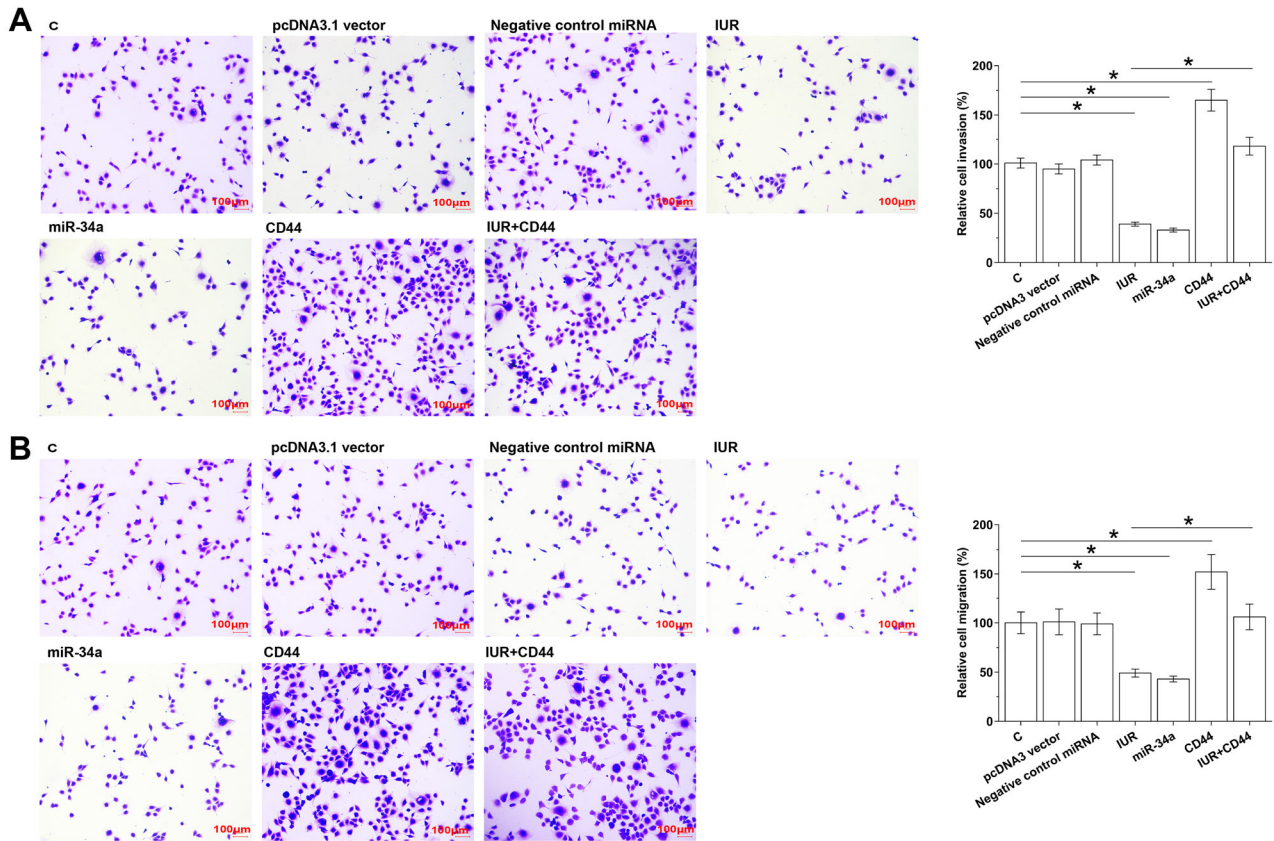 A
C
pcDNA3.1 vector
Negative control miRNA
IUR
100µm
100µm
100µm
100µm
miR-34a
CD44
IUR+CD44
100µm
100µm
100µm
Relative cell invasion (%)
200
150
100
50
0
*
*
*
*
C
pcDNA3 vector
Negative control miRNA
IUR
miR-34a
CD44
IUR+CD44
B
C
pcDNA3.1 vector
Negative control miRNA
IUR
100µm
100µm
100µm
100µm
miR-34a
CD44
IUR+CD44
100µm
100µm
100µm
Relative cell migration (%)
200
150
100
50
0
*
*
*
*
C
pcDNA3 vector
Negative control miRNA
IUR
miR-34a
CD44
IUR+CD44